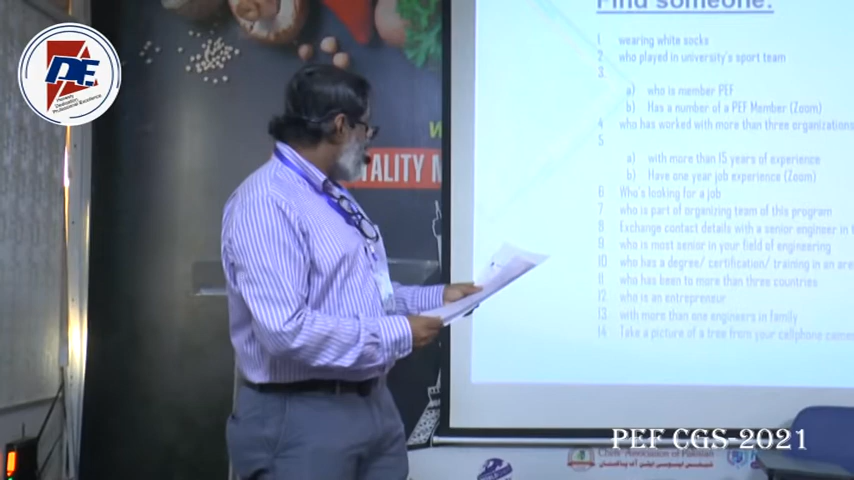 PEF
Find someone:
1. wearing white socks
2. who played in university's sport team
3.
a) who is member PEF
b) Has a number of a PEF Member (Zoom)
4 who has worked with more than three organizations
5
a) with more than 15 years of experience
b) Have one year job experience (Zoom)
6 Who's looking for a job
7 who is part of organizing team of this program
8 Exchange contact details with a senior engineer in
9 who is most senior in your field of engineering
10 who has a degree/ certification/ training in an
11 who has been to more than three countries
12 who is an entrepreneur
13 with more than one engineers in family
14 Take a picture of a tree from your cellphone
TALITY
PEF CGS-2021
Chefs' Association of Pakistan